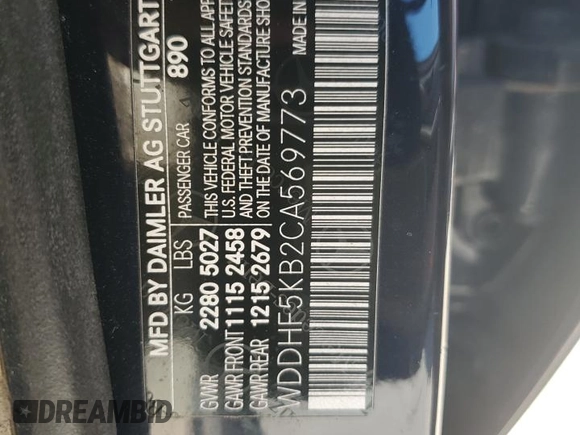 MFD BY DAIMLER AG STUTTGART
890
KG LBS PASSENGER CAR
GVWR 2280 5027
GAWR FRONT 1115 2458
GAWR REAR 1215 2679
THIS VEHICLE CONFORMS TO ALL APP
U.S. FEDERAL MOTOR VEHICLE SAFETY
AND THEFT PREVENTION STANDARDS
ON THE DATE OF MANUFACTURE SHO
WDDHF5KB2CA569773
MADE IN
DREAMBID